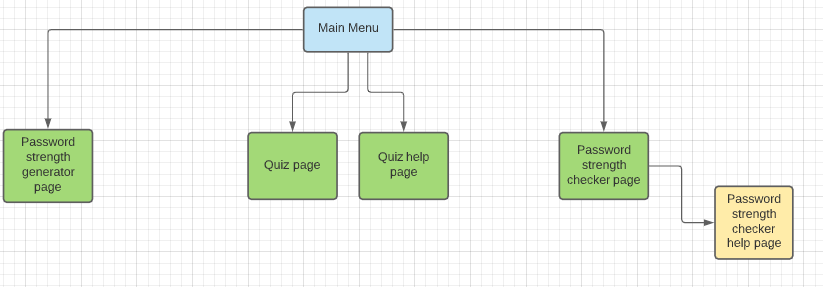 Main Menu
Password
strength
generator
page
Quiz page
Quiz help
page
Password
strength
checker page
Password
strength
checker
help page